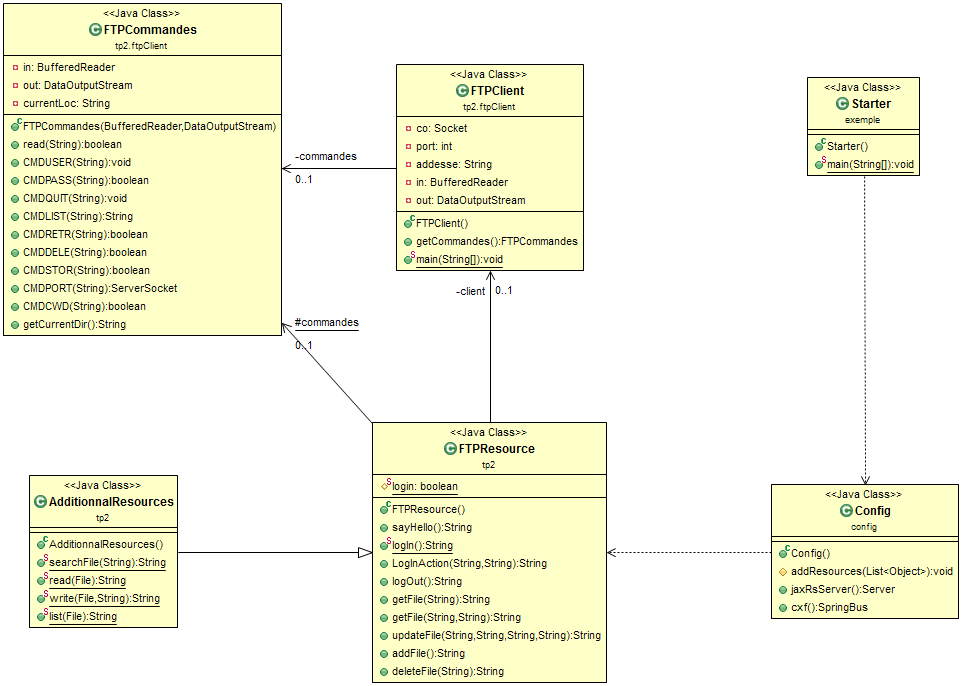 <<Java Class>>
FTPCommandes
tp2.ftpClient
in: BufferedReader
out: DataOutputStream
currentLoc: String
FTPCommandes(BufferedReader,DataOutputStream)
read(String):boolean
CMDUSER(String):void
CMDPASS(String):boolean
CMDQUIT(String):void
CMDLIST(String):String
CMDRETR(String):boolean
CMDDELE(String):boolean
CMDSTOR(String):boolean
CMDPORT(String):ServerSocket
CMDCWD(String):boolean
getCurrentDir():String
-commandes
0..1
<<Java Class>>
FTPClient
tp2.ftpClient
co: Socket
port: int
addesse: String
in: BufferedReader
out: DataOutputStream
FTPClient()
getCommandes():FTPCommandes
main(String[]):void
<<Java Class>>
Starter
exemple
Starter()
main(String[]):void
-client
0..1
#commandes
0..1
<<Java Class>>
FTPResource
tp2
login: boolean
FTPResource()
sayHello():String
logIn():String
LogInAction(String,String):String
logOut():String
getFile(String):String
getFile(String,String):String
updateFile(String,String,String,String):String
addFile():String
deleteFile(String):String
<<Java Class>>
AdditionnalResources
tp2
AdditionnalResources()
searchFile(String):String
read(File):String
write(File,String):String
list(File):String
<<Java Class>>
Config
config
Config()
addResources(List<Object>):void
jaxRsServer():Server
cxf():SpringBus